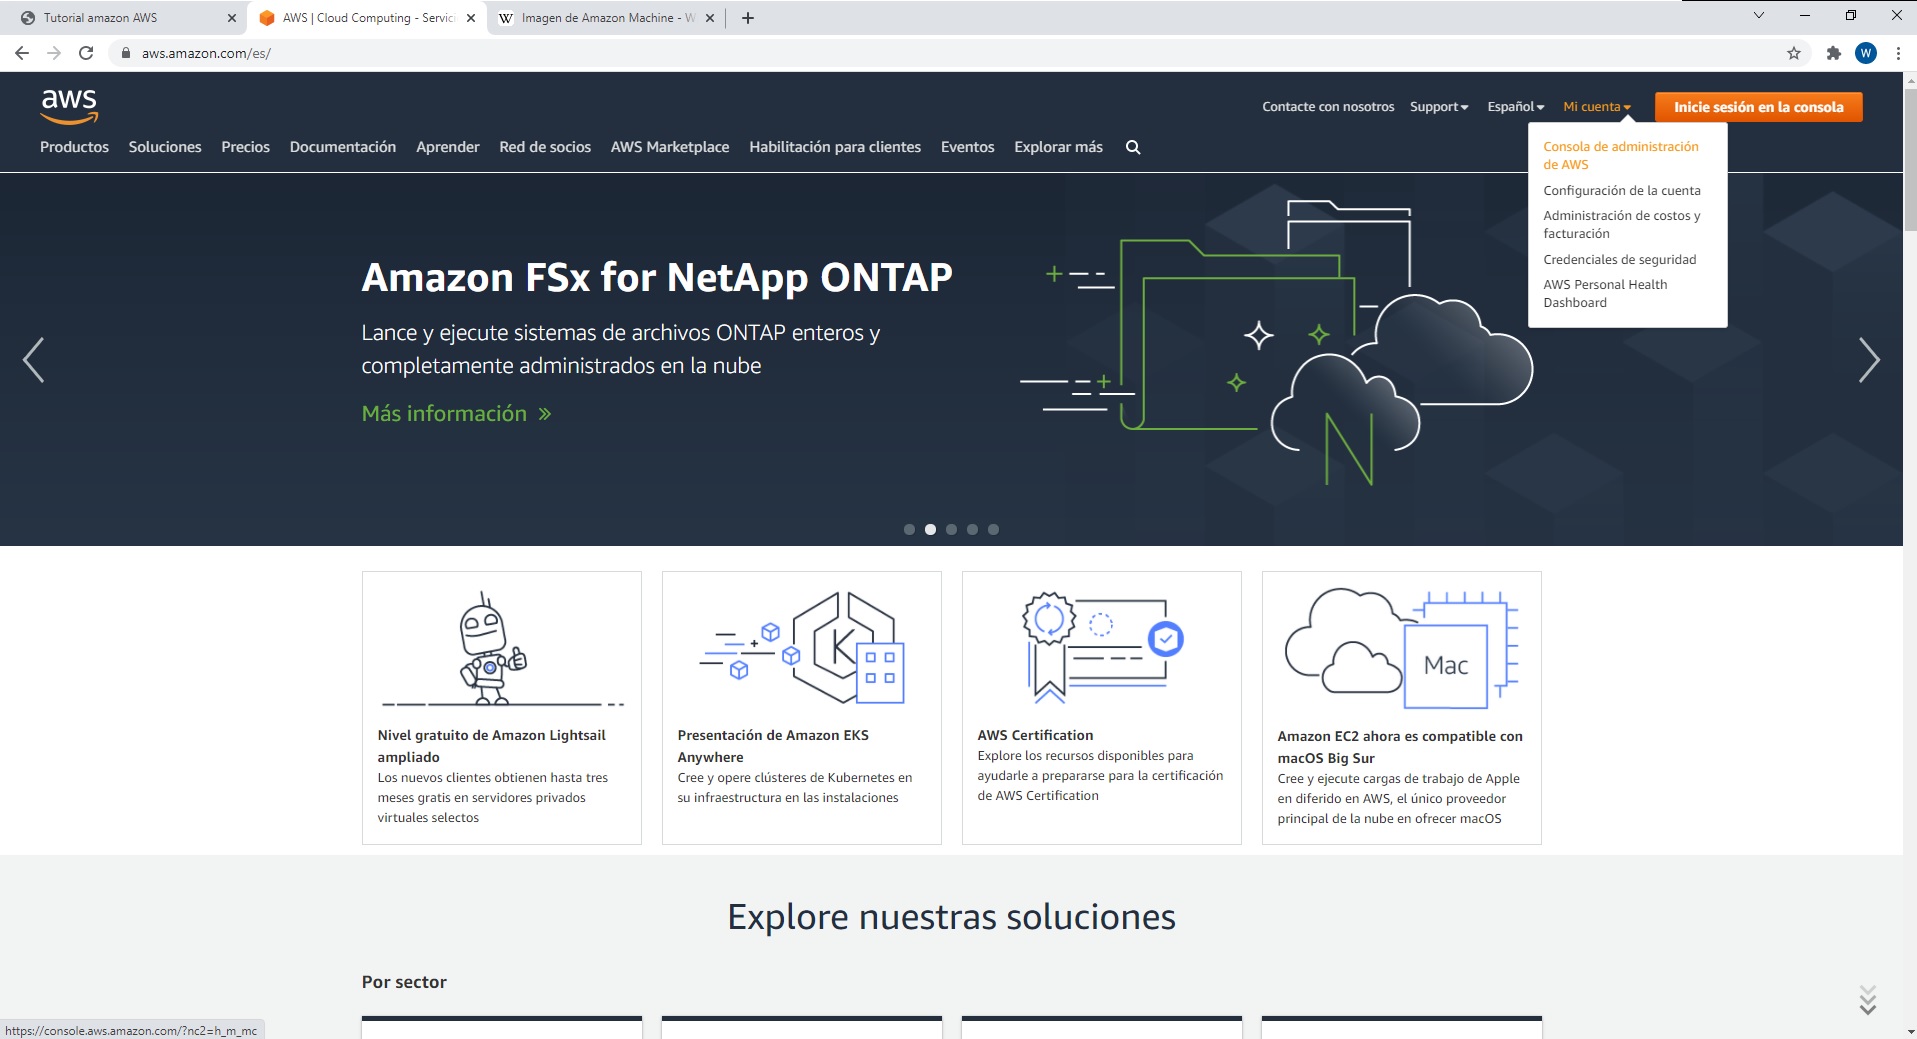 Tutorial amazon AWS
AWS | Cloud Computing - Servici
Imagen de Amazon Machine - W
aws.amazon.com/es/
W
aws
Contacte con nosotros Support Español Mi cuenta Inicie sesión en la consola
Productos Soluciones Precios Documentación Aprender Red de socios AWS Marketplace Habilitación para clientes Eventos Explorar más
Consola de administración
de AWS
Configuración de la cuenta
Administración de costos y
facturación
Credenciales de seguridad
AWS Personal Health
Dashboard
Amazon FSx for NetApp ONTAP
Lance y ejecute sistemas de archivos ONTAP enteros y
completamente administrados en la nube
Más información »
N
K
Mac
Nivel gratuito de Amazon Lightsail
ampliado
Los nuevos clientes obtienen hasta tres
meses gratis en servidores privados
virtuales selectos
Presentación de Amazon EKS
Anywhere
Cree y opere clústeres de Kubernetes en
su infraestructura en las instalaciones
AWS Certification
Explore los recursos disponibles para
ayudarle a prepararse para la certificación
de AWS Certification
Amazon EC2 ahora es compatible con
macOS Big Sur
Cree y ejecute cargas de trabajo de Apple
en diferido en AWS, el único proveedor
principal de la nube en ofrecer macOS
Explore nuestras soluciones
Por sector
https://console.aws.amazon.com/?nc2=h_m_mc